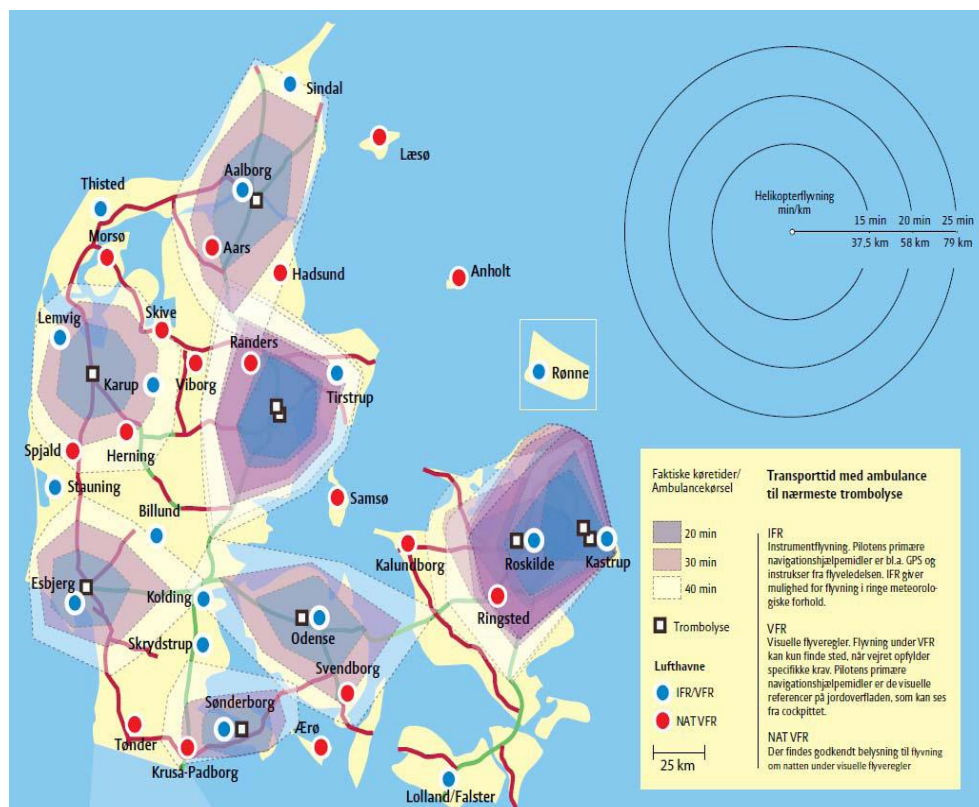 Sindal
Læsø
Aalborg
Thisted
Aars
Morsø
Hadsund
Anholt
Lemvig
Skive
Randers
Karup
Viborg
Tirstrup
Rønne
Spjald
Herning
Stauning
Samsø
Billund
Kalundborg
Roskilde
Kastrup
Esbjerg
Kolding
Ringsted
Odense
Skrydstrup
Svendborg
Sønderborg
Ærø
Tønder
Kruså-Padborg
Lolland/Falster
Helikopterflyvning
min/km
15 min 20 min 25 min
37,5 km 58 km 79 km
Faktiske køretider/
Ambulancekørsel
20 min
30 min
40 min
Trombolyse
Lufthavne
IFR/VFR
NAT VFR
25 km
Transporttid med ambulance
til nærmeste trombolyse
IFR
Instrumentflyvning. Pilotens primære
navigationshjælpemidler er bl.a. GPS og
instrukser fra flyveledelsen. IFR giver
mulighed for flyvning i ringe meteorolo-
giske forhold.
VFR
Visuelle flyveregler. Flyvning under VFR
kan kun finde sted, når vejret opfylder
specifikke krav. Pilotens primære
navigationshjælpemidler er de visuelle
referencer på jordoverfladen, som kan ses
fra cockpittet.
NAT VFR
Der findes godkendt belysning til flyvning
om natten under visuelle flyveregler